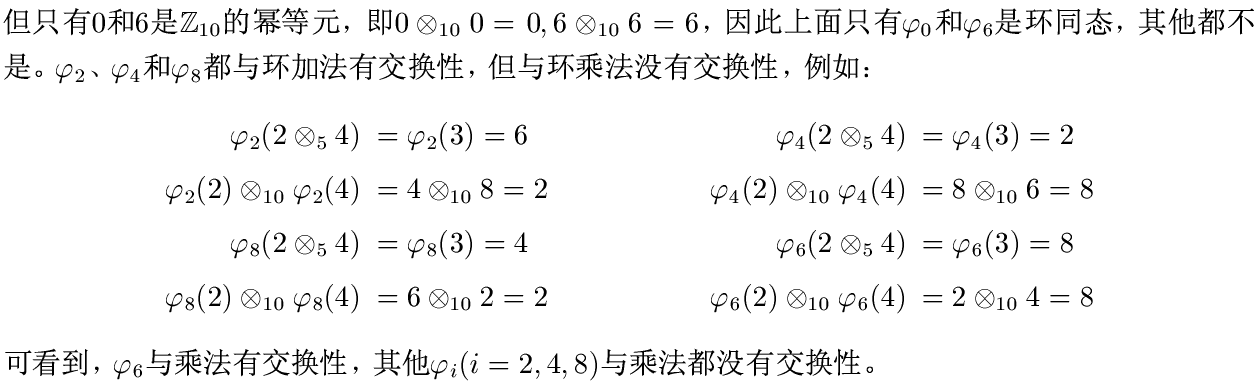 但只有0和6是ℤ₁₀的幂等元，即0 ⊗₁₀ 0 = 0, 6 ⊗₁₀ 6 = 6，因此上面只有φ₀和φ₆是环同态，其他都不
是。φ₂、φ₄和φ₈都与环加法有交换性，但与环乘法没有交换性，例如：
φ₂(2 ⊗₅ 4) = φ₂(3) = 6 φ₄(2 ⊗₅ 4) = φ₄(3) = 2
φ₂(2) ⊗₁₀ φ₂(4) = 4 ⊗₁₀ 8 = 2 φ₄(2) ⊗₁₀ φ₄(4) = 8 ⊗₁₀ 6 = 8
φ₈(2 ⊗₅ 4) = φ₈(3) = 4 φ₆(2 ⊗₅ 4) = φ₆(3) = 8
φ₈(2) ⊗₁₀ φ₈(4) = 6 ⊗₁₀ 2 = 2 φ₆(2) ⊗₁₀ φ₆(4) = 2 ⊗₁₀ 4 = 8
可看到，φ₆与乘法有交换性，其他φᵢ(i = 2, 4, 8)与乘法都没有交换性。